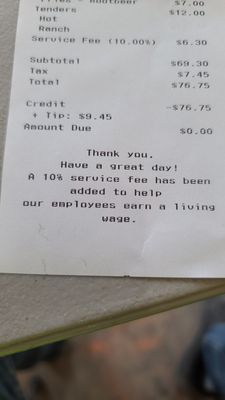 Fries - Rootbeer $7.00
Tenders $12.00
Hot
Ranch
Service Fee (10.00%) $6.30
Subtotal $69.30
Tax $7.45
Total $76.75
Credit -$76.75
+ Tip: $9.45
Amount Due $0.00
Thank you.
Have a great day!
A 10% service fee has been
added to help
our employees earn a living
wage.